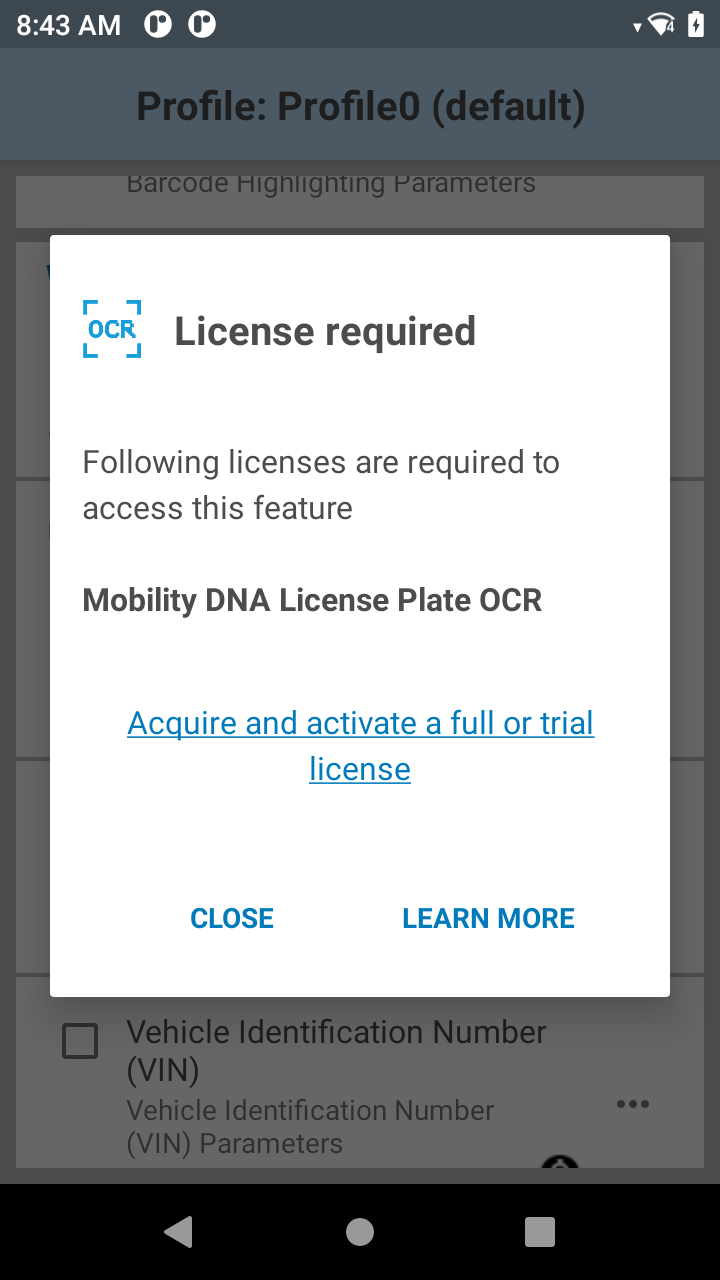 8:43 AM
Profile: Profile0 (default)
Barcode Highlighting Parameters
OCR
License required
Following licenses are required to
access this feature
Mobility DNA License Plate OCR
Acquire and activate a full or trial
license
CLOSE
LEARN MORE
Vehicle Identification Number
(VIN)
Vehicle Identification Number
(VIN) Parameters